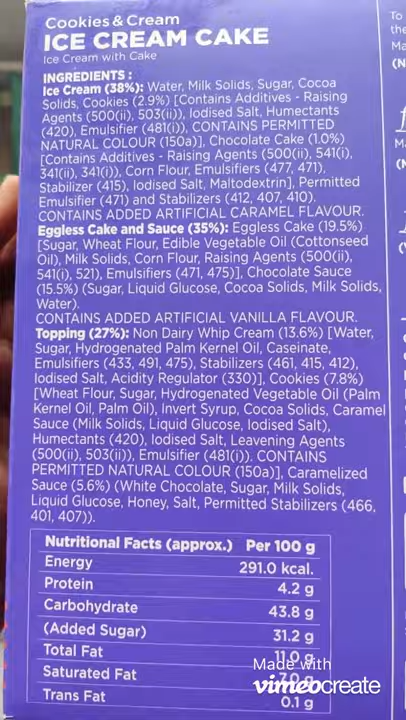 Cookies & Cream
ICE CREAM CAKE
Ice Cream with Cake
INGREDIENTS :
Ice Cream (38%): Water, Milk Solids, Sugar, Cocoa
Solids, Cookies (2.9%) [Contains Additives - Raising
Agents (500(ii), 503(ii)), Iodised Salt, Humectants
(420), Emulsifier (481(i)), CONTAINS PERMITTED
NATURAL COLOUR (150a)], Chocolate Cake (1.0%)
[Contains Additives - Raising Agents (500(ii), 541(i),
341(ii), 341(i)), Corn Flour, Emulsifiers (477, 471),
Stabilizer (415), Iodised Salt, Maltodextrin], Permitted
Emulsifier (471) and Stabilizers (412, 407, 410).
CONTAINS ADDED ARTIFICIAL CARAMEL FLAVOUR.
Eggless Cake and Sauce (35%): Eggless Cake (19.5%)
[Sugar, Wheat Flour, Edible Vegetable Oil (Cottonseed
Oil), Milk Solids, Corn Flour, Raising Agents (500(ii),
541(i), 521), Emulsifiers (471, 475)], Chocolate Sauce
(15.5%) (Sugar, Liquid Glucose, Cocoa Solids, Milk Solids,
Water).
CONTAINS ADDED ARTIFICIAL VANILLA FLAVOUR.
Topping (27%): Non Dairy Whip Cream (13.6%) [Water,
Sugar, Hydrogenated Palm Kernel Oil, Caseinate,
Emulsifiers (433, 491, 475), Stabilizers (461, 415, 412),
Iodised Salt, Acidity Regulator (330)], Cookies (7.8%)
[Wheat Flour, Sugar, Hydrogenated Vegetable Oil (Palm
Kernel Oil, Palm Oil), Invert Syrup, Cocoa Solids, Caramel
Sauce (Milk Solids, Liquid Glucose, Iodised Salt),
Humectants (420), Iodised Salt, Leavening Agents
(500(ii), 503(ii)), Emulsifier (481(i)). CONTAINS
PERMITTED NATURAL COLOUR (150a)], Caramelized
Sauce (5.6%) (White Chocolate, Sugar, Milk Solids,
Liquid Glucose, Honey, Salt, Permitted Stabilizers (466,
401, 407)).
Nutritional Facts (approx.) Per 100 g
Energy 291.0 kcal.
Protein 4.2 g
Carbohydrate 43.8 g
(Added Sugar) 31.2 g
Total Fat 11.0 g
Saturated Fat 7.0 g
Trans Fat 0.1 g
Made with
vimeocreate